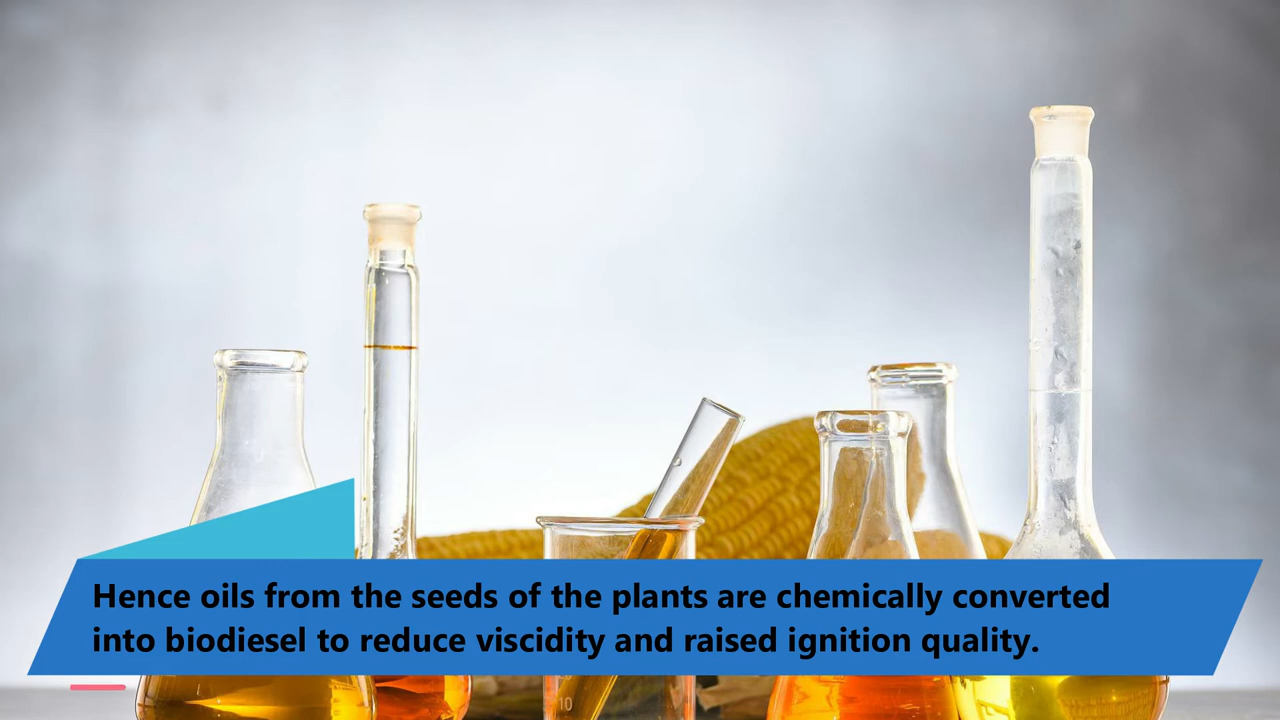 Hence oils from the seeds of the plants are chemically converted
into biodiesel to reduce viscidity and raised ignition quality.
10